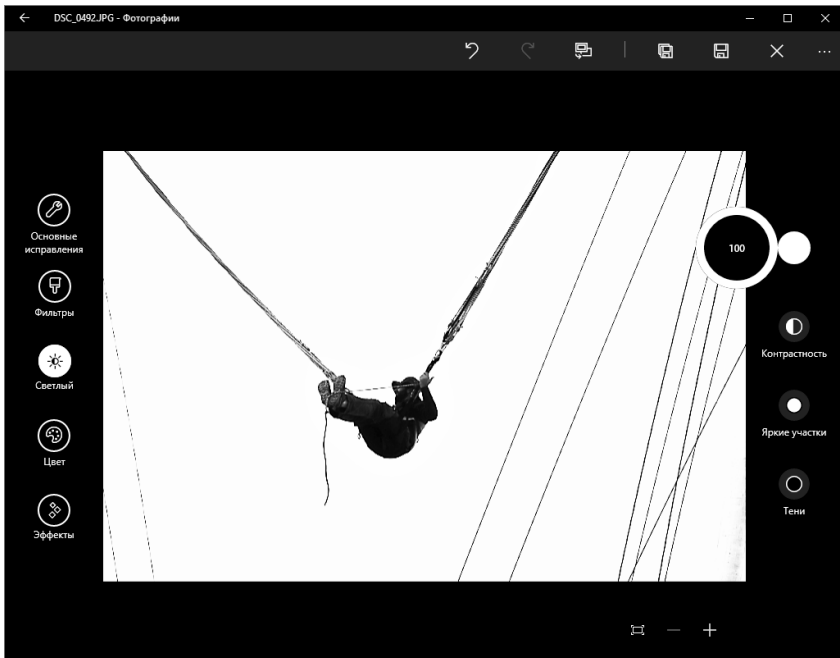 DSC_0492.JPG - Фотографии
Основные
исправления
Фильтры
Светлый
Цвет
Эффекты
100
Контрастность
Яркие участки
Тени